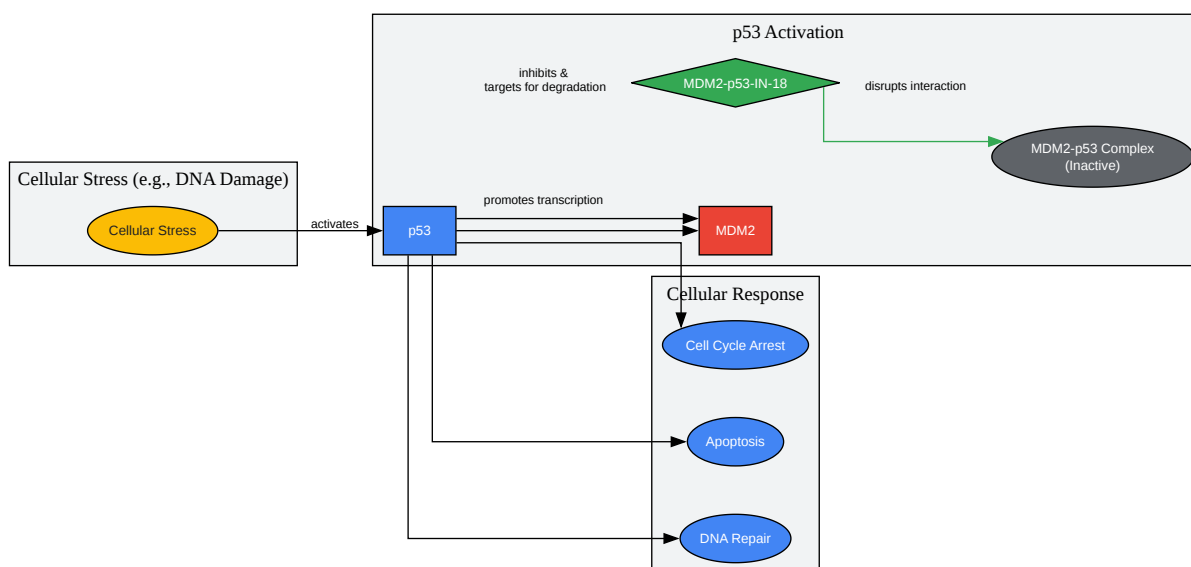 p53 Activation
inhibits &
targets for degradation
MDM2-p53-IN-18
disrupts interaction
MDM2-p53 Complex
(Inactive)
Cellular Stress (e.g., DNA Damage)
Cellular Stress
activates
p53
promotes transcription
MDM2
Cellular Response
Cell Cycle Arrest
Apoptosis
DNA Repair